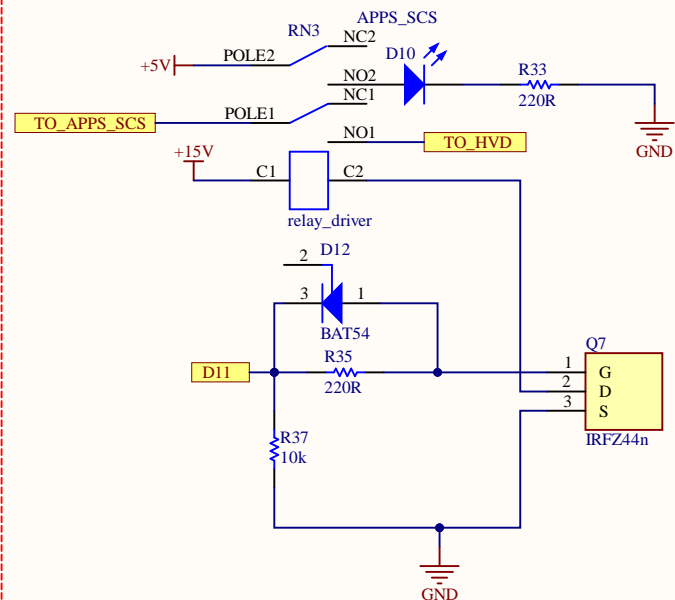 APPS_SCS
RN3
NC2
POLE2
+5V
D10
NO2
R33
NC1
220R
TO_APPS_SCS
POLE1
NO1
TO_HVD
GND
+15V
C1
C2
relay_driver
2
D12
3
1
BAT54
Q7
R35
D11
220R
1
G
2
D
3
S
IRFZ44n
R37
10k
GND